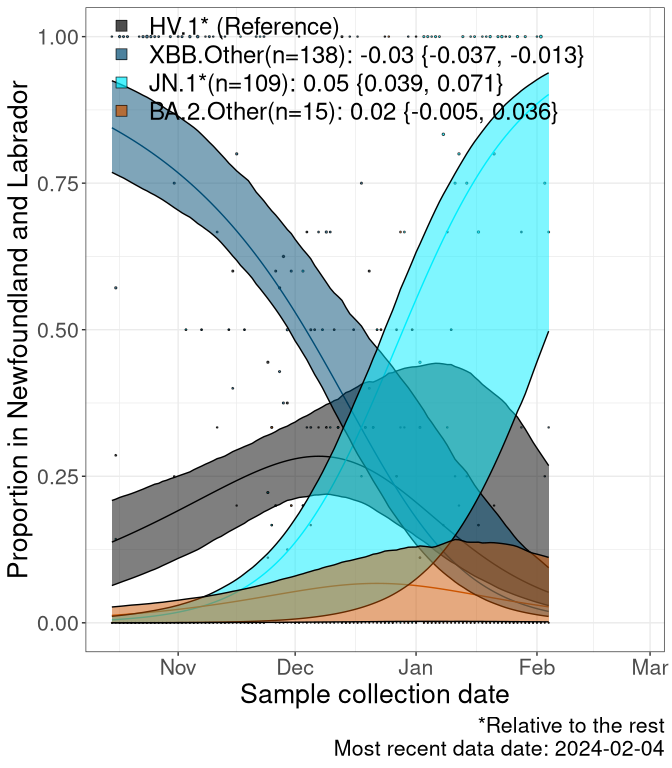 HV.1* (Reference)
XBB.Other(n=138): -0.03 {-0.037, -0.013}
JN.1*(n=109): 0.05 {0.039, 0.071}
BA.2.Other(n=15): 0.02 {-0.005, 0.036}
Proportion in Newfoundland and Labrador
1.00
0.75
0.50
0.25
0.00
Nov Dec Jan Feb Mar
Sample collection date
*Relative to the rest
Most recent data date: 2024-02-04